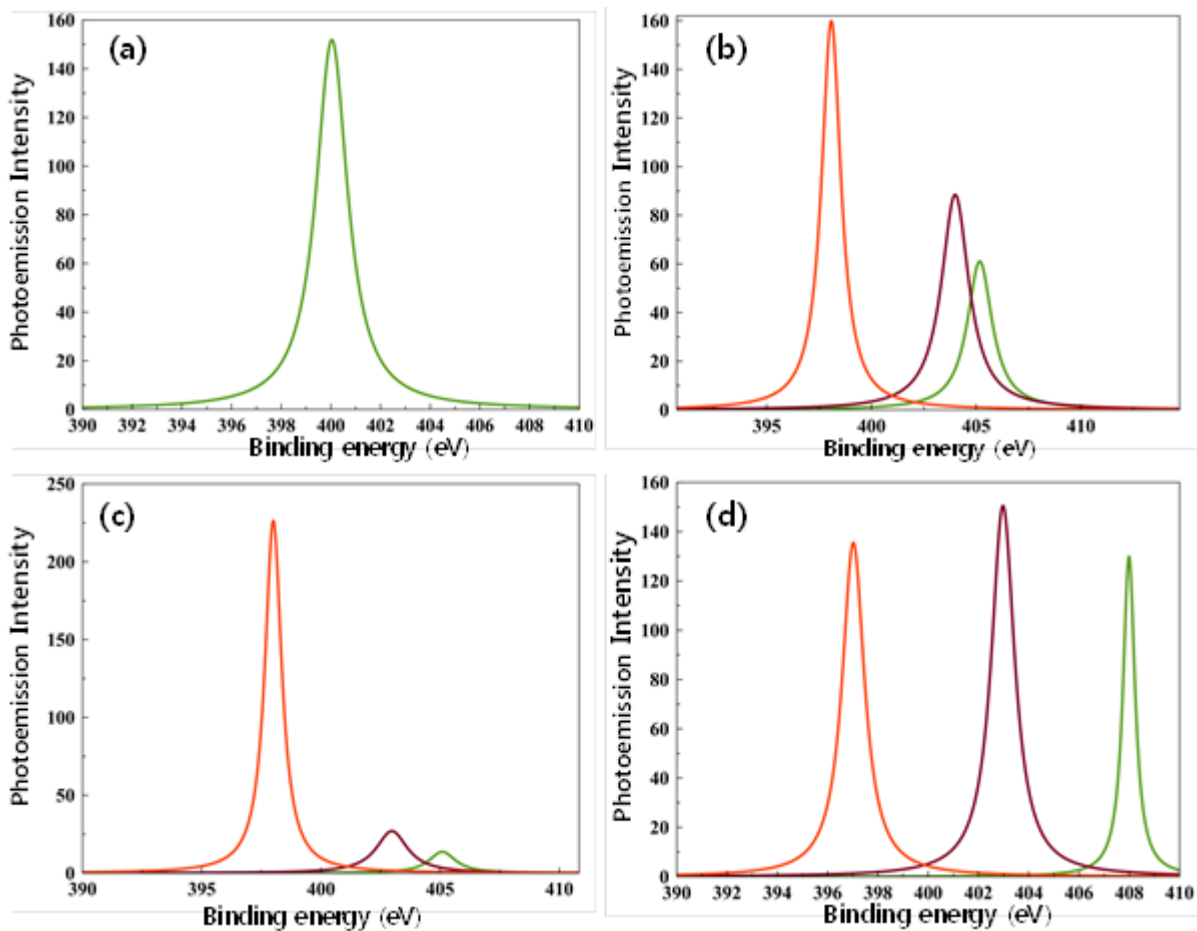 (a)
160
140
120
100
80
60
40
20
0
390 392 394 396 398 400 402 404 406 408 410
Photoemission Intensity
Binding energy (eV)
(b)
160
140
120
100
80
60
40
20
0
395 400 405 410
Photoemission Intensity
Binding energy (eV)
(c)
250
200
150
100
50
0
390 395 400 405 410
Photoemission Intensity
Binding energy (eV)
(d)
160
140
120
100
80
60
40
20
0
390 392 394 396 398 400 402 404 406 408 410
Photoemission Intensity
Binding energy (eV)